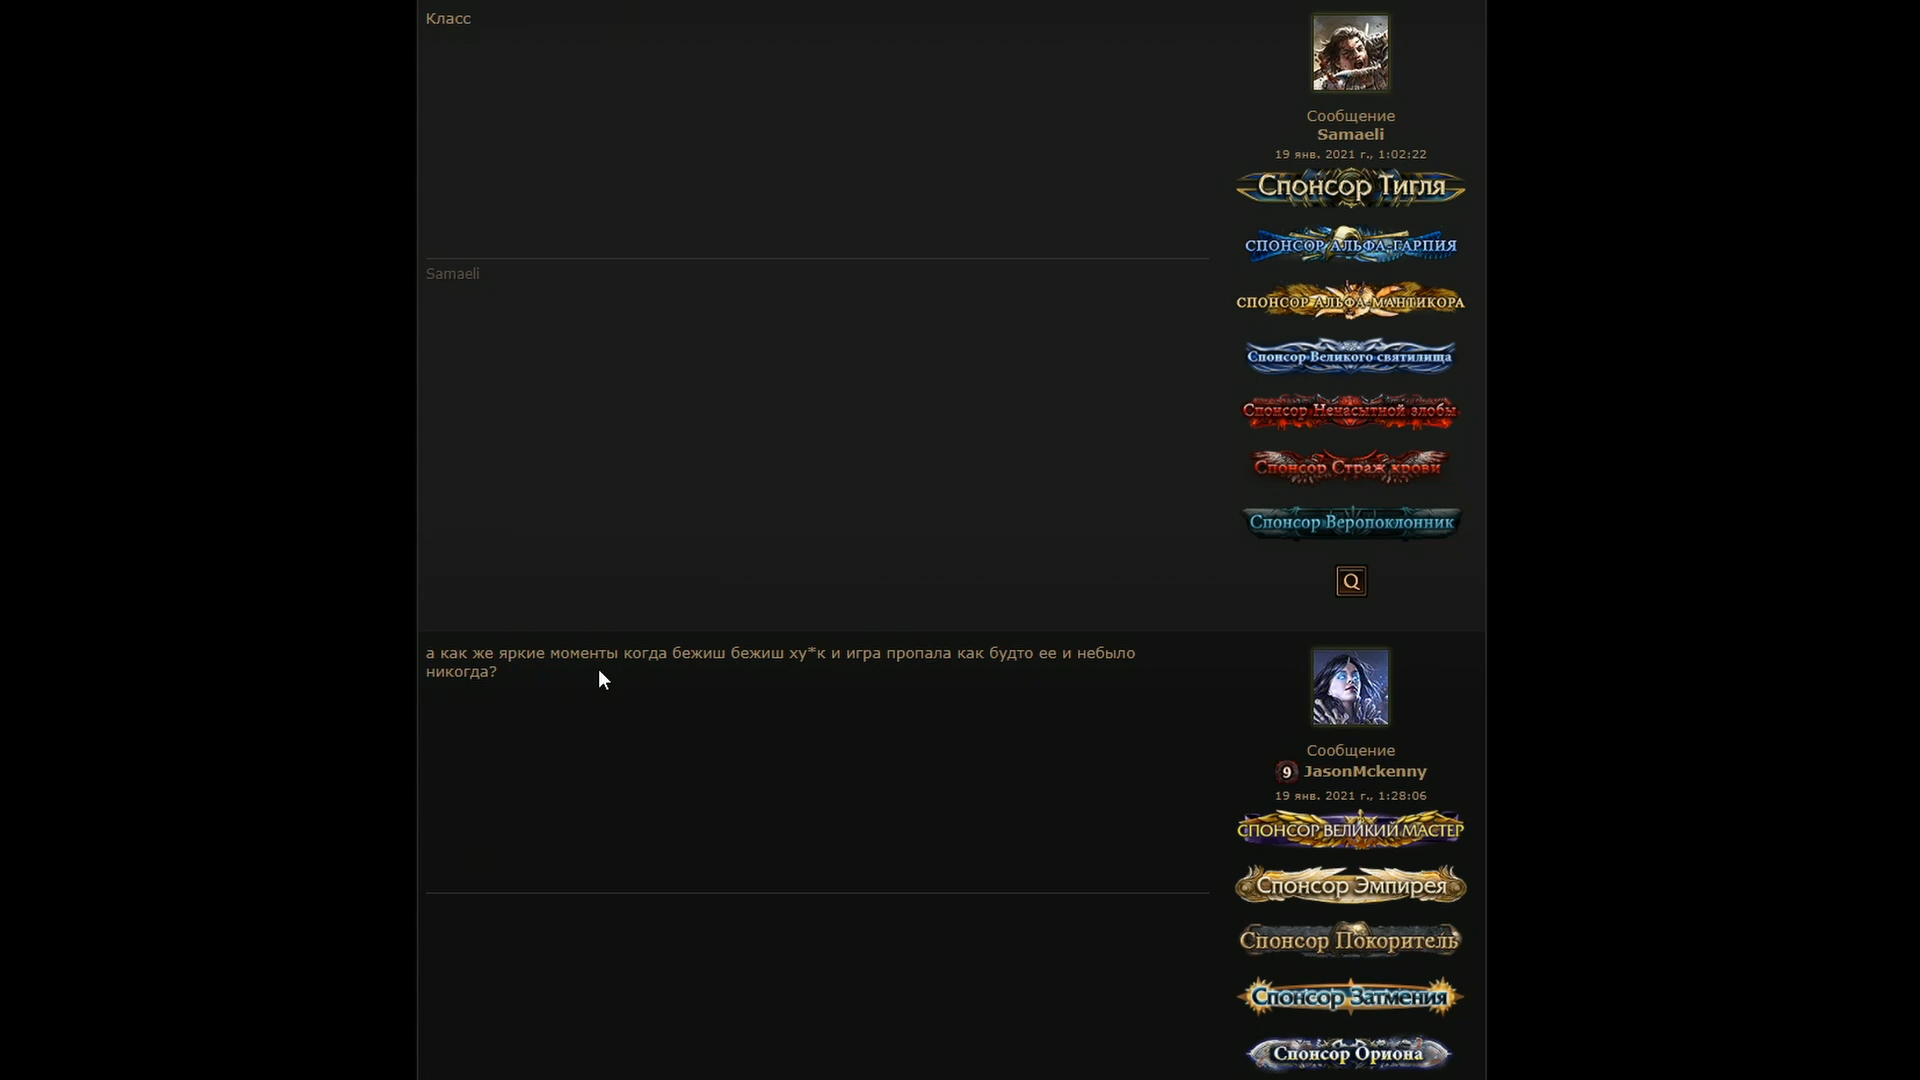 Класс
Сообщение
Samaeli
19 янв. 2021 г., 1:02:22
Спонсор Тигля
СПОНСОР АЛЬФА-ГАРПИЯ
СПОНСОР АЛЬФА-МАНТИКОРА
Спонсор Великого святилища
Спонсор Ненасытной злобы
Спонсор Страж крови
Спонсор Веропоклонник
Q
Samaeli
а как же яркие моменты когда бежиш бежиш ху*к и игра пропала как будто ее и небыло
никогда?
Сообщение
9 JasonMckenny
19 янв. 2021 г., 1:28:06
СПОНСОР ВЕЛИКИЙ МАСТЕР
Спонсор Эмпирея
Спонсор Покоритель
Спонсор Затмения
Спонсор Ориона